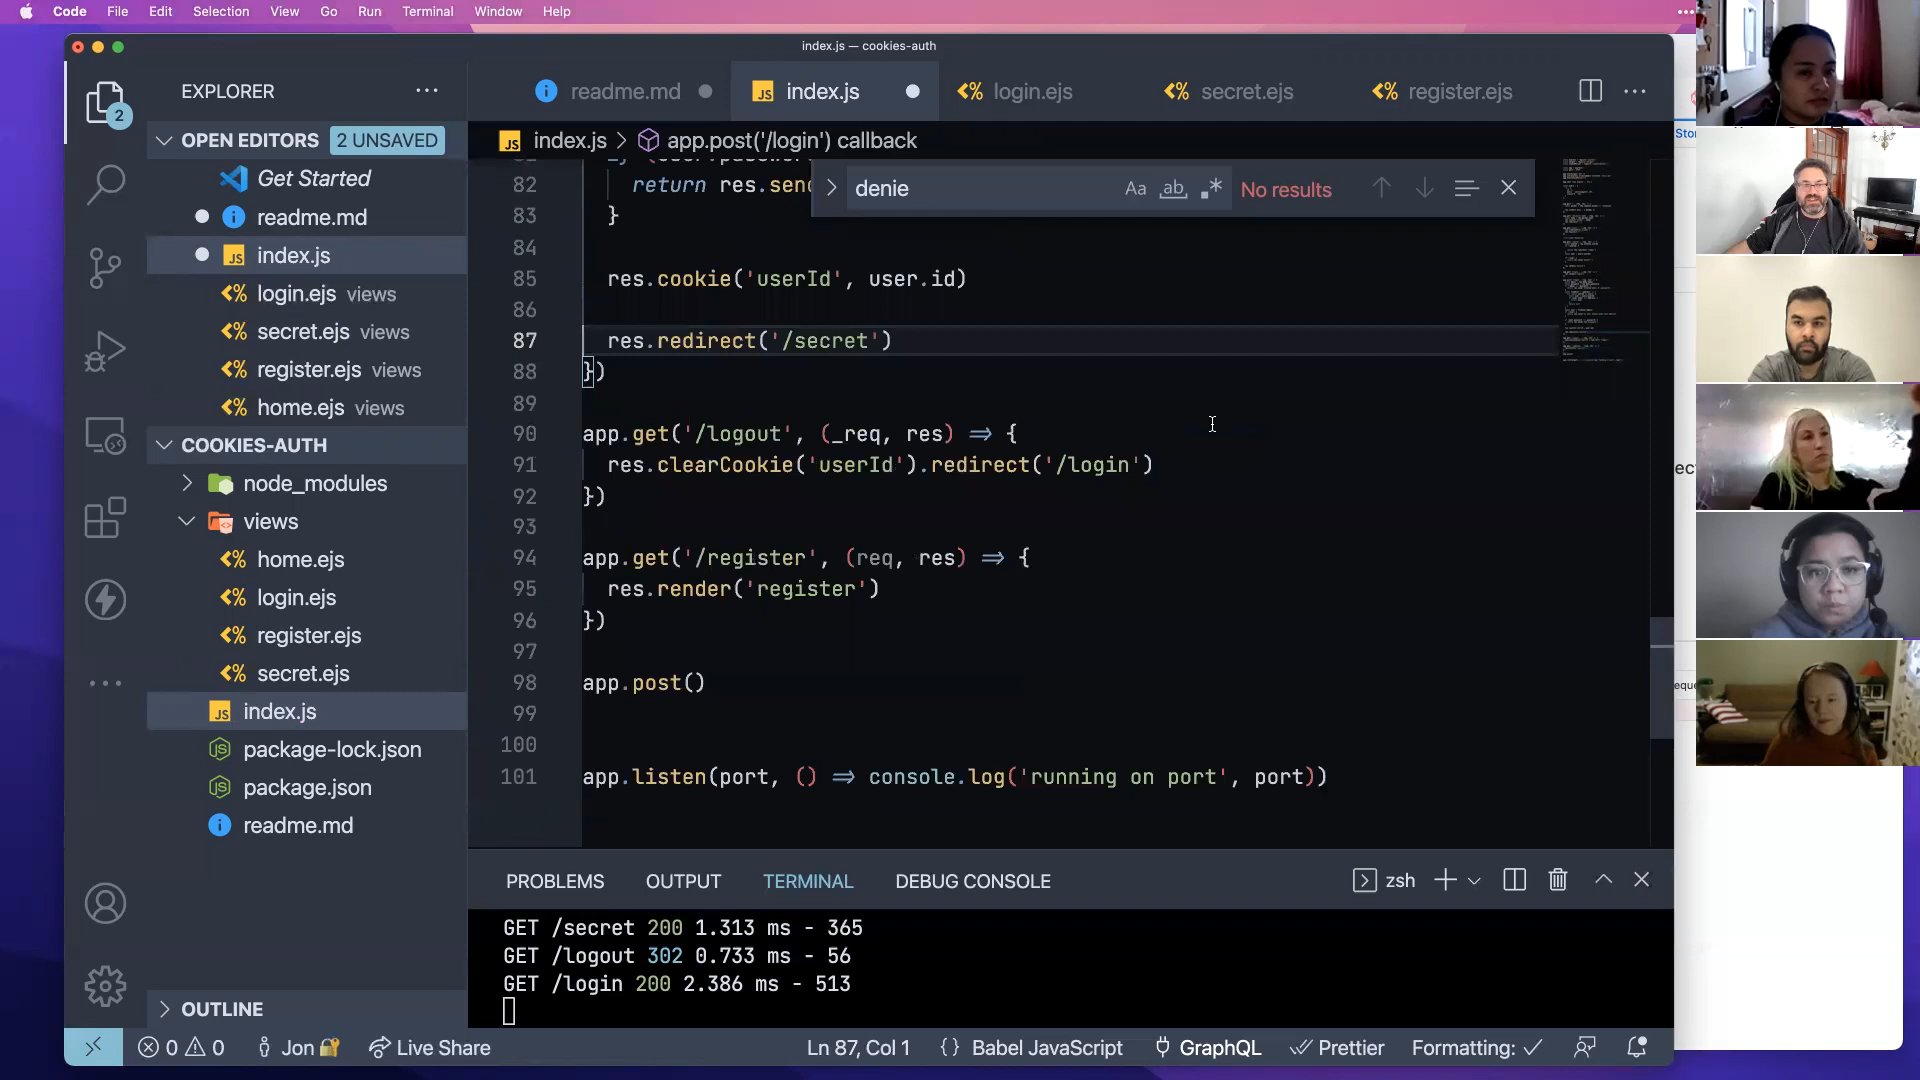 Code File Edit Selection View Go Run Terminal Window Help
index.js — cookies-auth
EXPLORER
readme.md
index.js
login.ejs
secret.ejs
register.ejs
2
OPEN EDITORS 2 UNSAVED
index.js > app.post('/login') callback
Get Started
readme.md
index.js
login.ejs views
secret.ejs views
register.ejs views
home.ejs views
COOKIES-AUTH
node_modules
views
home.ejs
login.ejs
register.ejs
secret.ejs
index.js
package-lock.json
package.json
readme.md
OUTLINE
denie
Aa ab .* No results
82 return res.send
83 }
84
85 res.cookie('userId', user.id)
86
87 res.redirect('/secret')
88 })
89
90 app.get('/logout', (_req, res) => {
91 res.clearCookie('userId').redirect('/login')
92 })
93
94 app.get('/register', (req, res) => {
95 res.render('register')
96 })
97
98 app.post()
99
100
101 app.listen(port, () => console.log('running on port', port))
PROBLEMS OUTPUT TERMINAL DEBUG CONSOLE
zsh
GET /secret 200 1.313 ms - 365
GET /logout 302 0.733 ms - 56
GET /login 200 2.386 ms - 513
0 0 Jon Live Share
Ln 87, Col 1 {} Babel JavaScript GraphQL Prettier Formatting: ✓